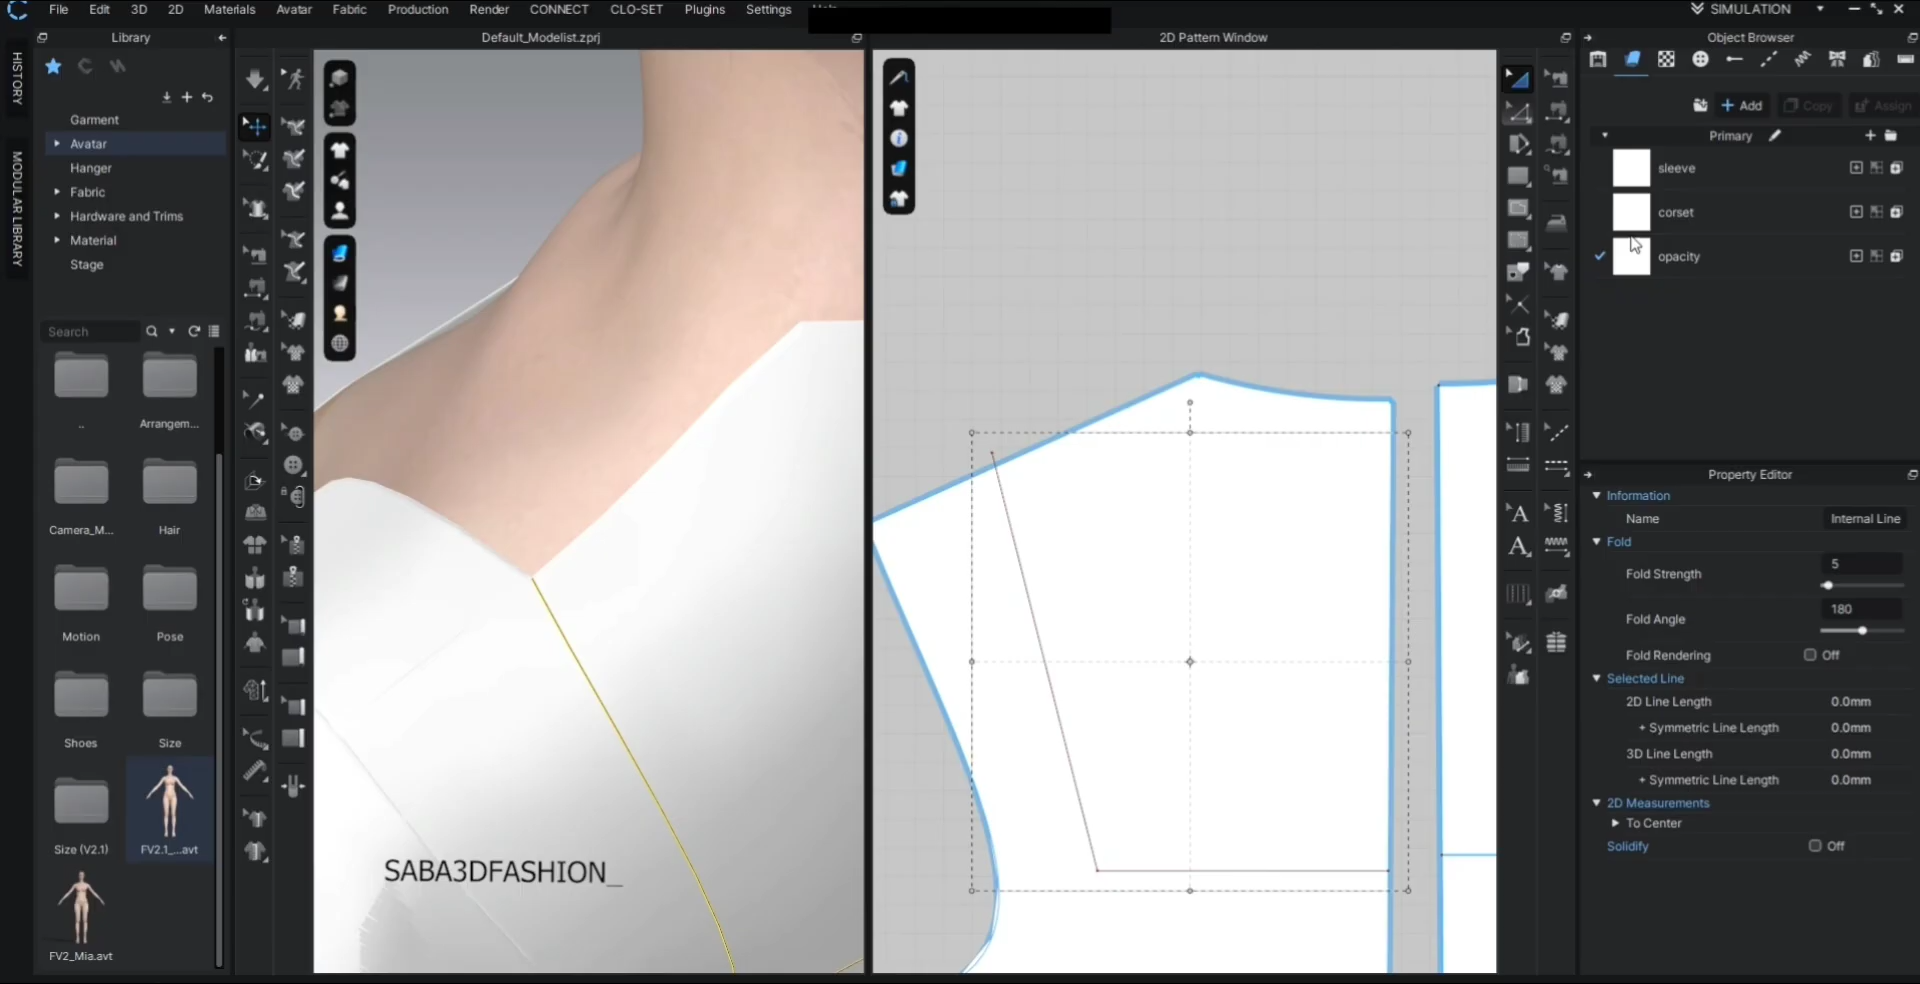 File Edit 3D 2D Materials Avatar Fabric Production Render CONNECT CLO-SET Plugins Settings
SIMULATION
HISTORY
MODULAR LIBRARY
Library
Garment
Avatar
Hanger
Fabric
Hardware and Trims
Material
Stage
Search
..
Arrangem...
Camera_M...
Hair
Motion
Pose
Shoes
Size
Size (V2.1)
FV2.1_...avt
FV2_Mia.avt
Default_Modelist.zprj
SABA3DFASHION_
2D Pattern Window
A
A
Object Browser
+ Add
Copy
Assign
Primary
sleeve
corset
opacity
Property Editor
Information
Name Internal Line
Fold
Fold Strength 5
Fold Angle 180
Fold Rendering Off
Selected Line
2D Line Length 0.0mm
+ Symmetric Line Length 0.0mm
3D Line Length 0.0mm
+ Symmetric Line Length 0.0mm
2D Measurements
To Center
Solidify Off